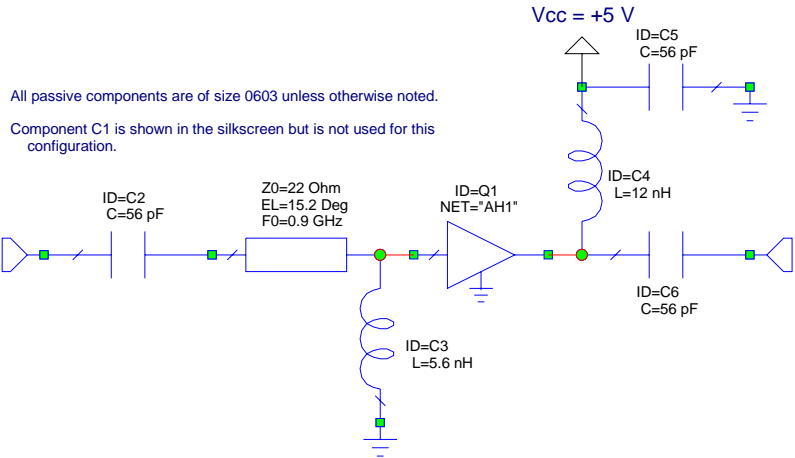 Vcc = +5 V
ID=C5
C=56 pF
All passive components are of size 0603 unless otherwise noted.
Component C1 is shown in the silkscreen but is not used for this
configuration.
ID=C4
L=12 nH
ID=C2
C=56 pF
Z0=22 Ohm
EL=15.2 Deg
F0=0.9 GHz
ID=Q1
NET="AH1"
ID=C6
C=56 pF
ID=C3
L=5.6 nH